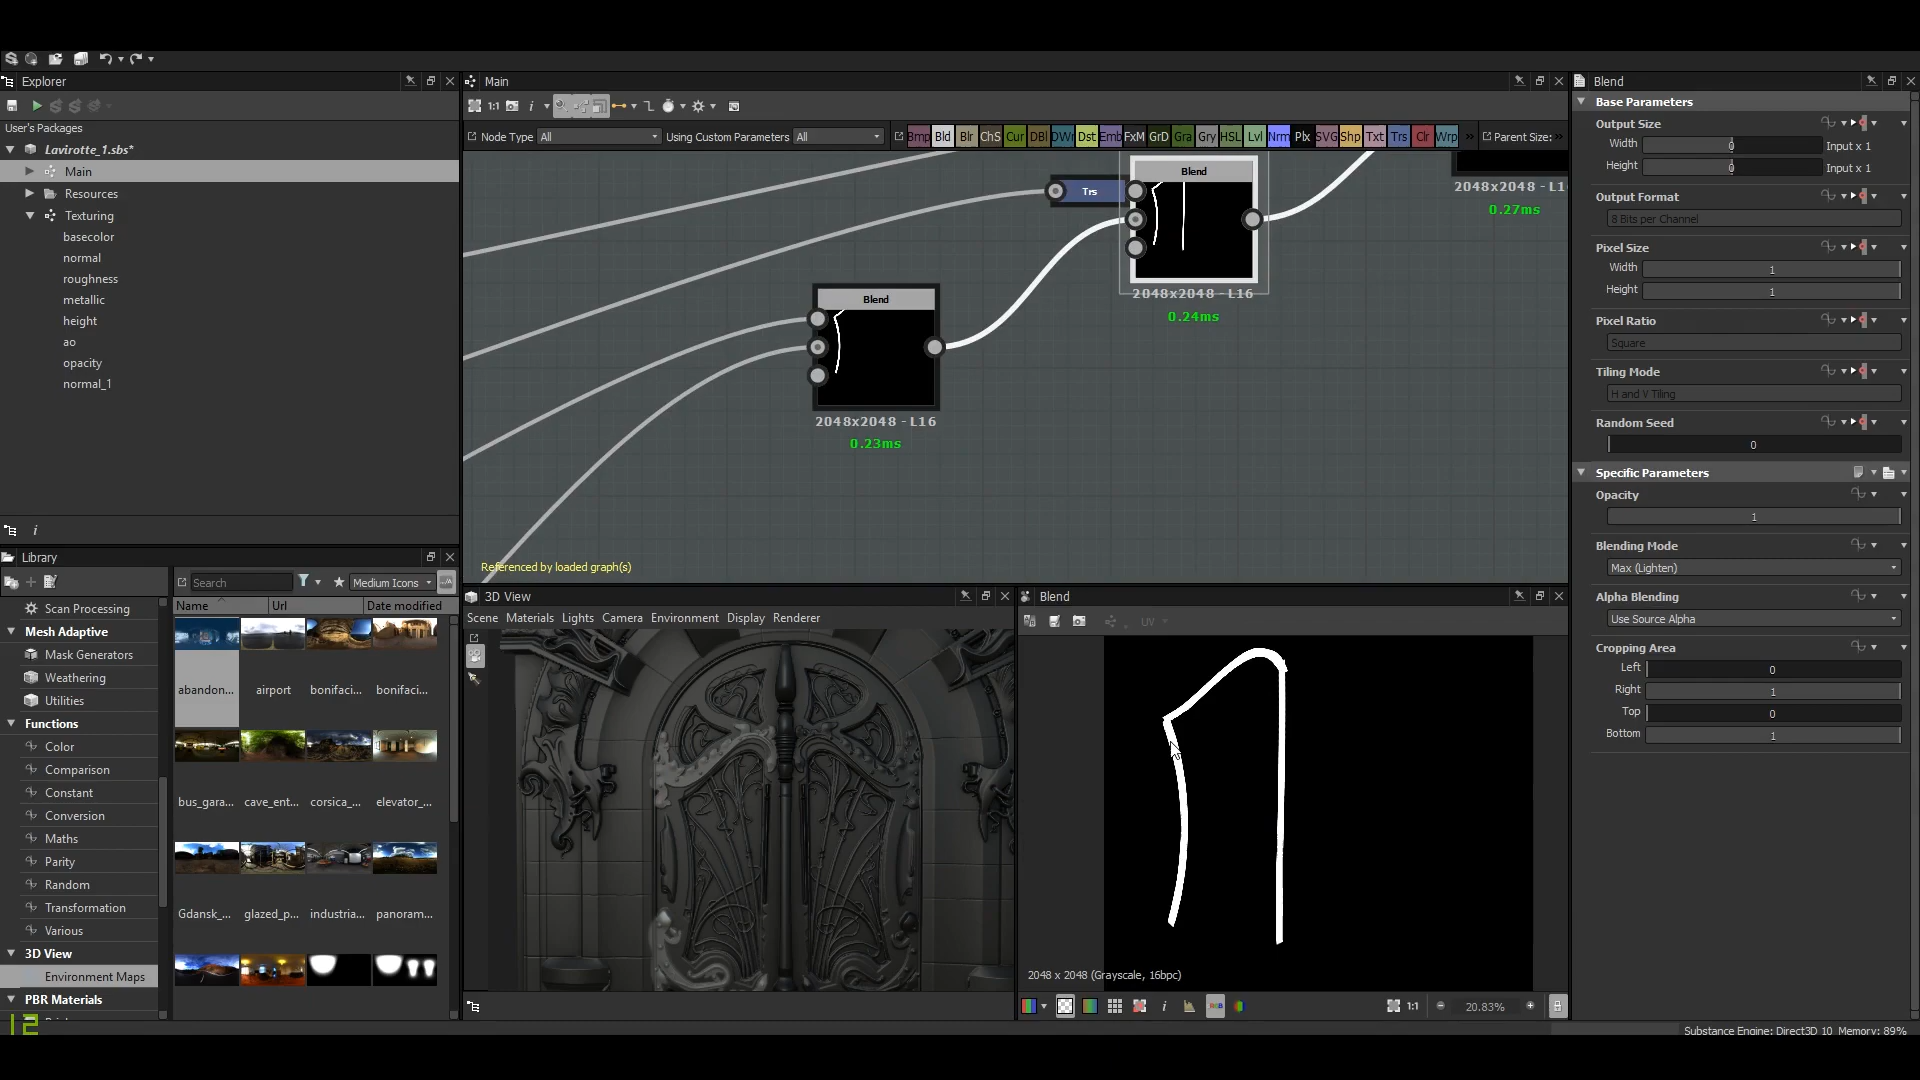 Explorer
User's Packages
Lavirotte_1.sbs*
Main
Resources
Texturing
basecolor
normal
roughness
metallic
height
ao
opacity
normal_1
i
Library
Search
Medium Icons
Scan Processing
Mesh Adaptive
Mask Generators
Weathering
Utilities
Functions
Color
Comparison
Constant
Conversion
Maths
Parity
Random
Transformation
Various
3D View
Environment Maps
PBR Materials
Name Url Date modified
abandon... airport bonifaci... bonifaci...
bus_gara... cave_ent... corsica_... elevator_...
Gdansk_... glazed_p... industria... panoram...
12
Main
1:1 i
Node Type All Using Custom Parameters All Bmp Bld Blr ChS Cur DBl DWr Dst Emb FxM GrD Gra Gry HSL Lvl Nrm Plx SVG Shp Txt Trs Clr Wrp » Parent Size: »
Trs
Blend
2048x2048 - L16
0.24ms
2048x2048 - L1
0.27ms
Blend
2048x2048 - L16
0.23ms
Referenced by loaded graph(s)
3D View
Scene Materials Lights Camera Environment Display Renderer
Blend
UV
2048 x 2048 (Grayscale, 16bpc)
i 1:1 20.83%
Blend
Base Parameters
Output Size
Width 0 Input x 1
Height 0 Input x 1
Output Format
8 Bits per Channel
Pixel Size
Width 1
Height 1
Pixel Ratio
Square
Tiling Mode
H and V Tiling
Random Seed
0
Specific Parameters
Opacity
1
Blending Mode
Max (Lighten)
Alpha Blending
Use Source Alpha
Cropping Area
Left 0
Right 1
Top 0
Bottom 1
Substance Engine: Direct3D 10 Memory: 89%